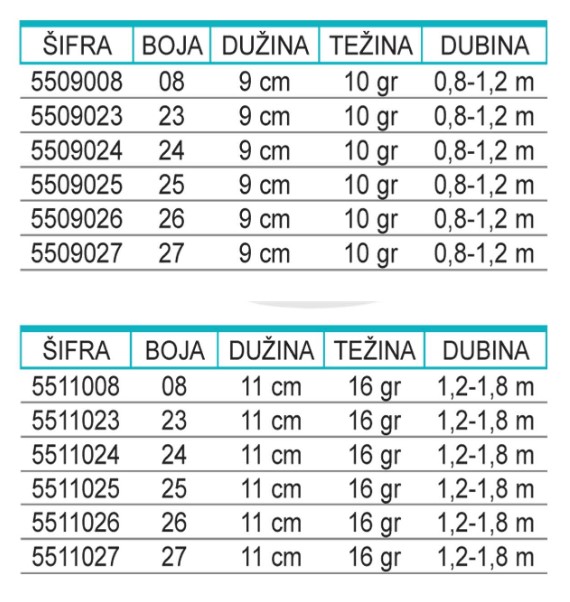 ŠIFRA BOJA DUŽINA TEŽINA DUBINA
5509008 08 9 cm 10 gr 0,8-1,2 m
5509023 23 9 cm 10 gr 0,8-1,2 m
5509024 24 9 cm 10 gr 0,8-1,2 m
5509025 25 9 cm 10 gr 0,8-1,2 m
5509026 26 9 cm 10 gr 0,8-1,2 m
5509027 27 9 cm 10 gr 0,8-1,2 m
ŠIFRA BOJA DUŽINA TEŽINA DUBINA
5511008 08 11 cm 16 gr 1,2-1,8 m
5511023 23 11 cm 16 gr 1,2-1,8 m
5511024 24 11 cm 16 gr 1,2-1,8 m
5511025 25 11 cm 16 gr 1,2-1,8 m
5511026 26 11 cm 16 gr 1,2-1,8 m
5511027 27 11 cm 16 gr 1,2-1,8 m